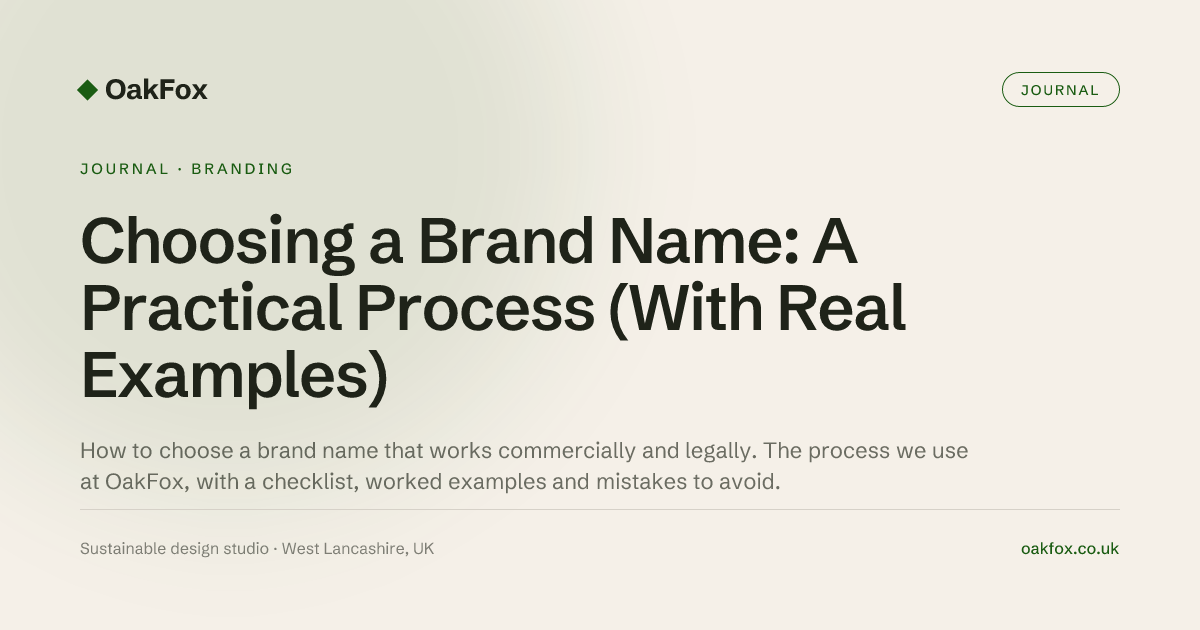 OakFox
JOURNAL
JOURNAL · BRANDING
Choosing a Brand Name: A
Practical Process (With Real
Examples)
How to choose a brand name that works commercially and legally. The process we use
at OakFox, with a checklist, worked examples and mistakes to avoid.
Sustainable design studio · West Lancashire, UK
oakfox.co.uk